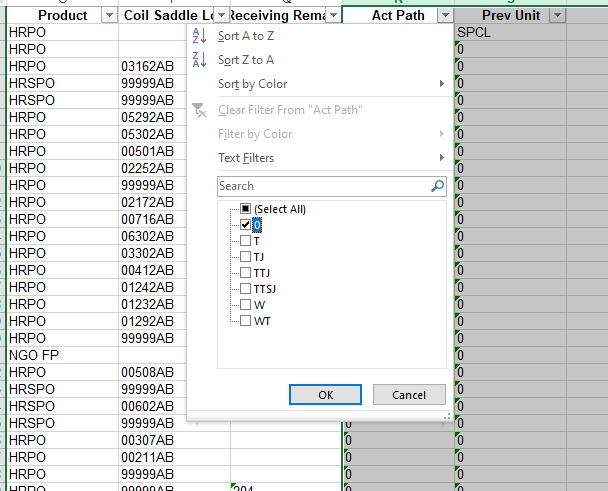 Product Coil Saddle Lo Receiving Rema Act Path Prev Unit
HRPO SPCL
HRPO 0
HRPO 03162AB 0
HRSPO 99999AB 0
HRSPO 99999AB 0
HRPO 05292AB 0
HRPO 05302AB 0
HRPO 00501AB 0
HRPO 02252AB 0
HRPO 99999AB 0
HRPO 02172AB 0
HRPO 00716AB 0
HRPO 06302AB 0
HRPO 03302AB 0
HRPO 00412AB 0
HRPO 01242AB 0
HRPO 01232AB 0
HRPO 01292AB 0
HRPO 99999AB 0
NGO FP 0
HRPO 00508AB 0
HRSPO 99999AB 0
HRSPO 00602AB 0
HRSPO 99999AB 0 0
HRPO 00307AB 0 0
HRPO 00211AB 0 0
HRPO 99999AB 0 0
HRPO 99999AB 204 0 0
Sort A to Z
Sort Z to A
Sort by Color
Clear Filter From "Act Path"
Filter by Color
Text Filters
Search
(Select All)
0
T
TJ
TTJ
TTSJ
W
WT
OK Cancel